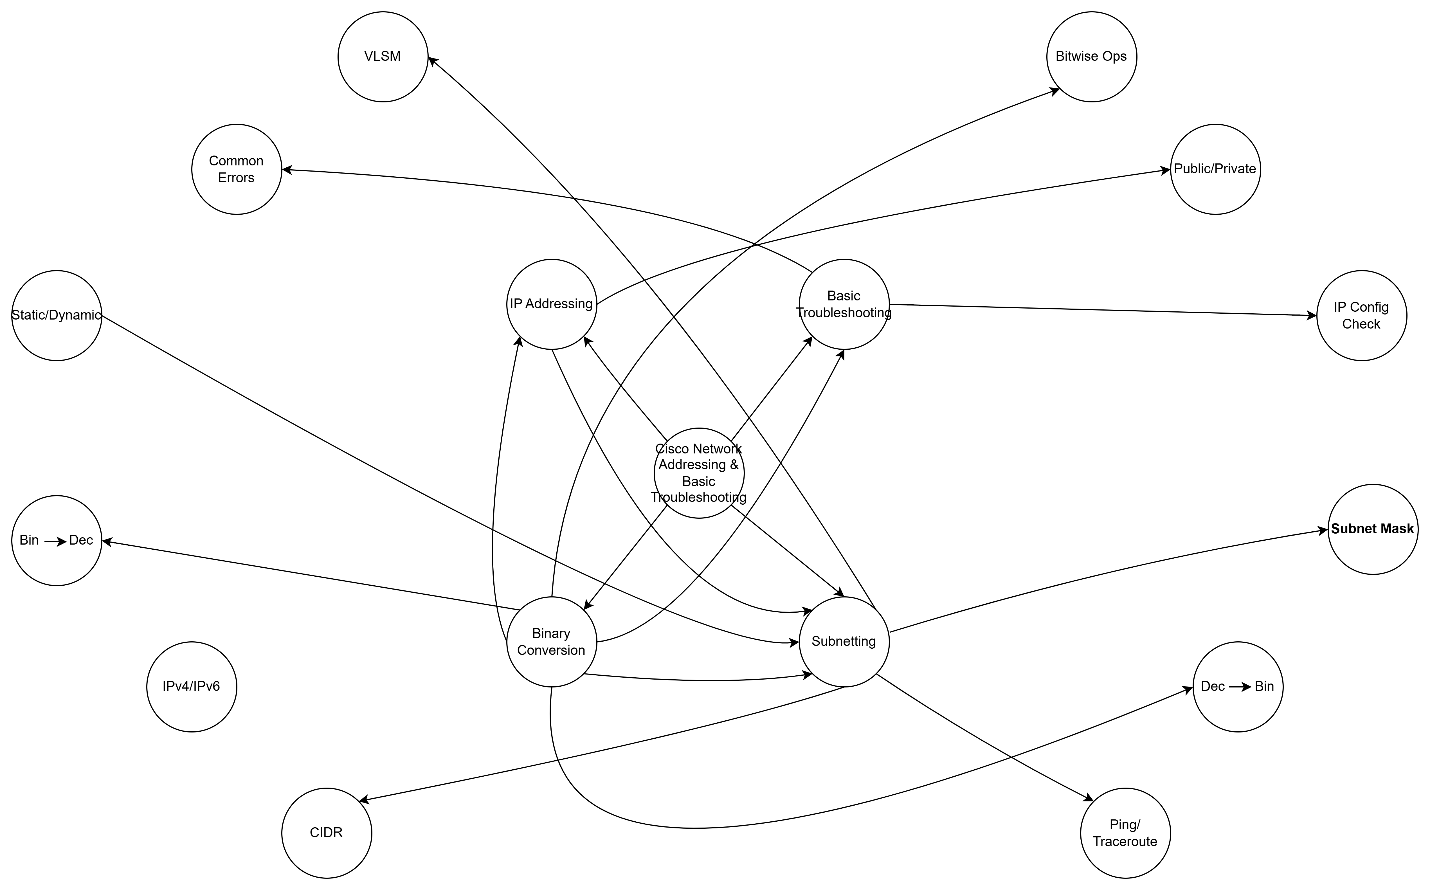 VLSM
Bitwise Ops
Common
Errors
Public/Private
IP Addressing
Basic
Troubleshooting
Static/Dynamic
IP Config
Check
Cisco Network
Addressing &
Basic
Troubleshooting
Bin → Dec
Subnet Mask
Binary
Conversion
Subnetting
IPv4/IPv6
Dec → Bin
CIDR
Ping/
Traceroute